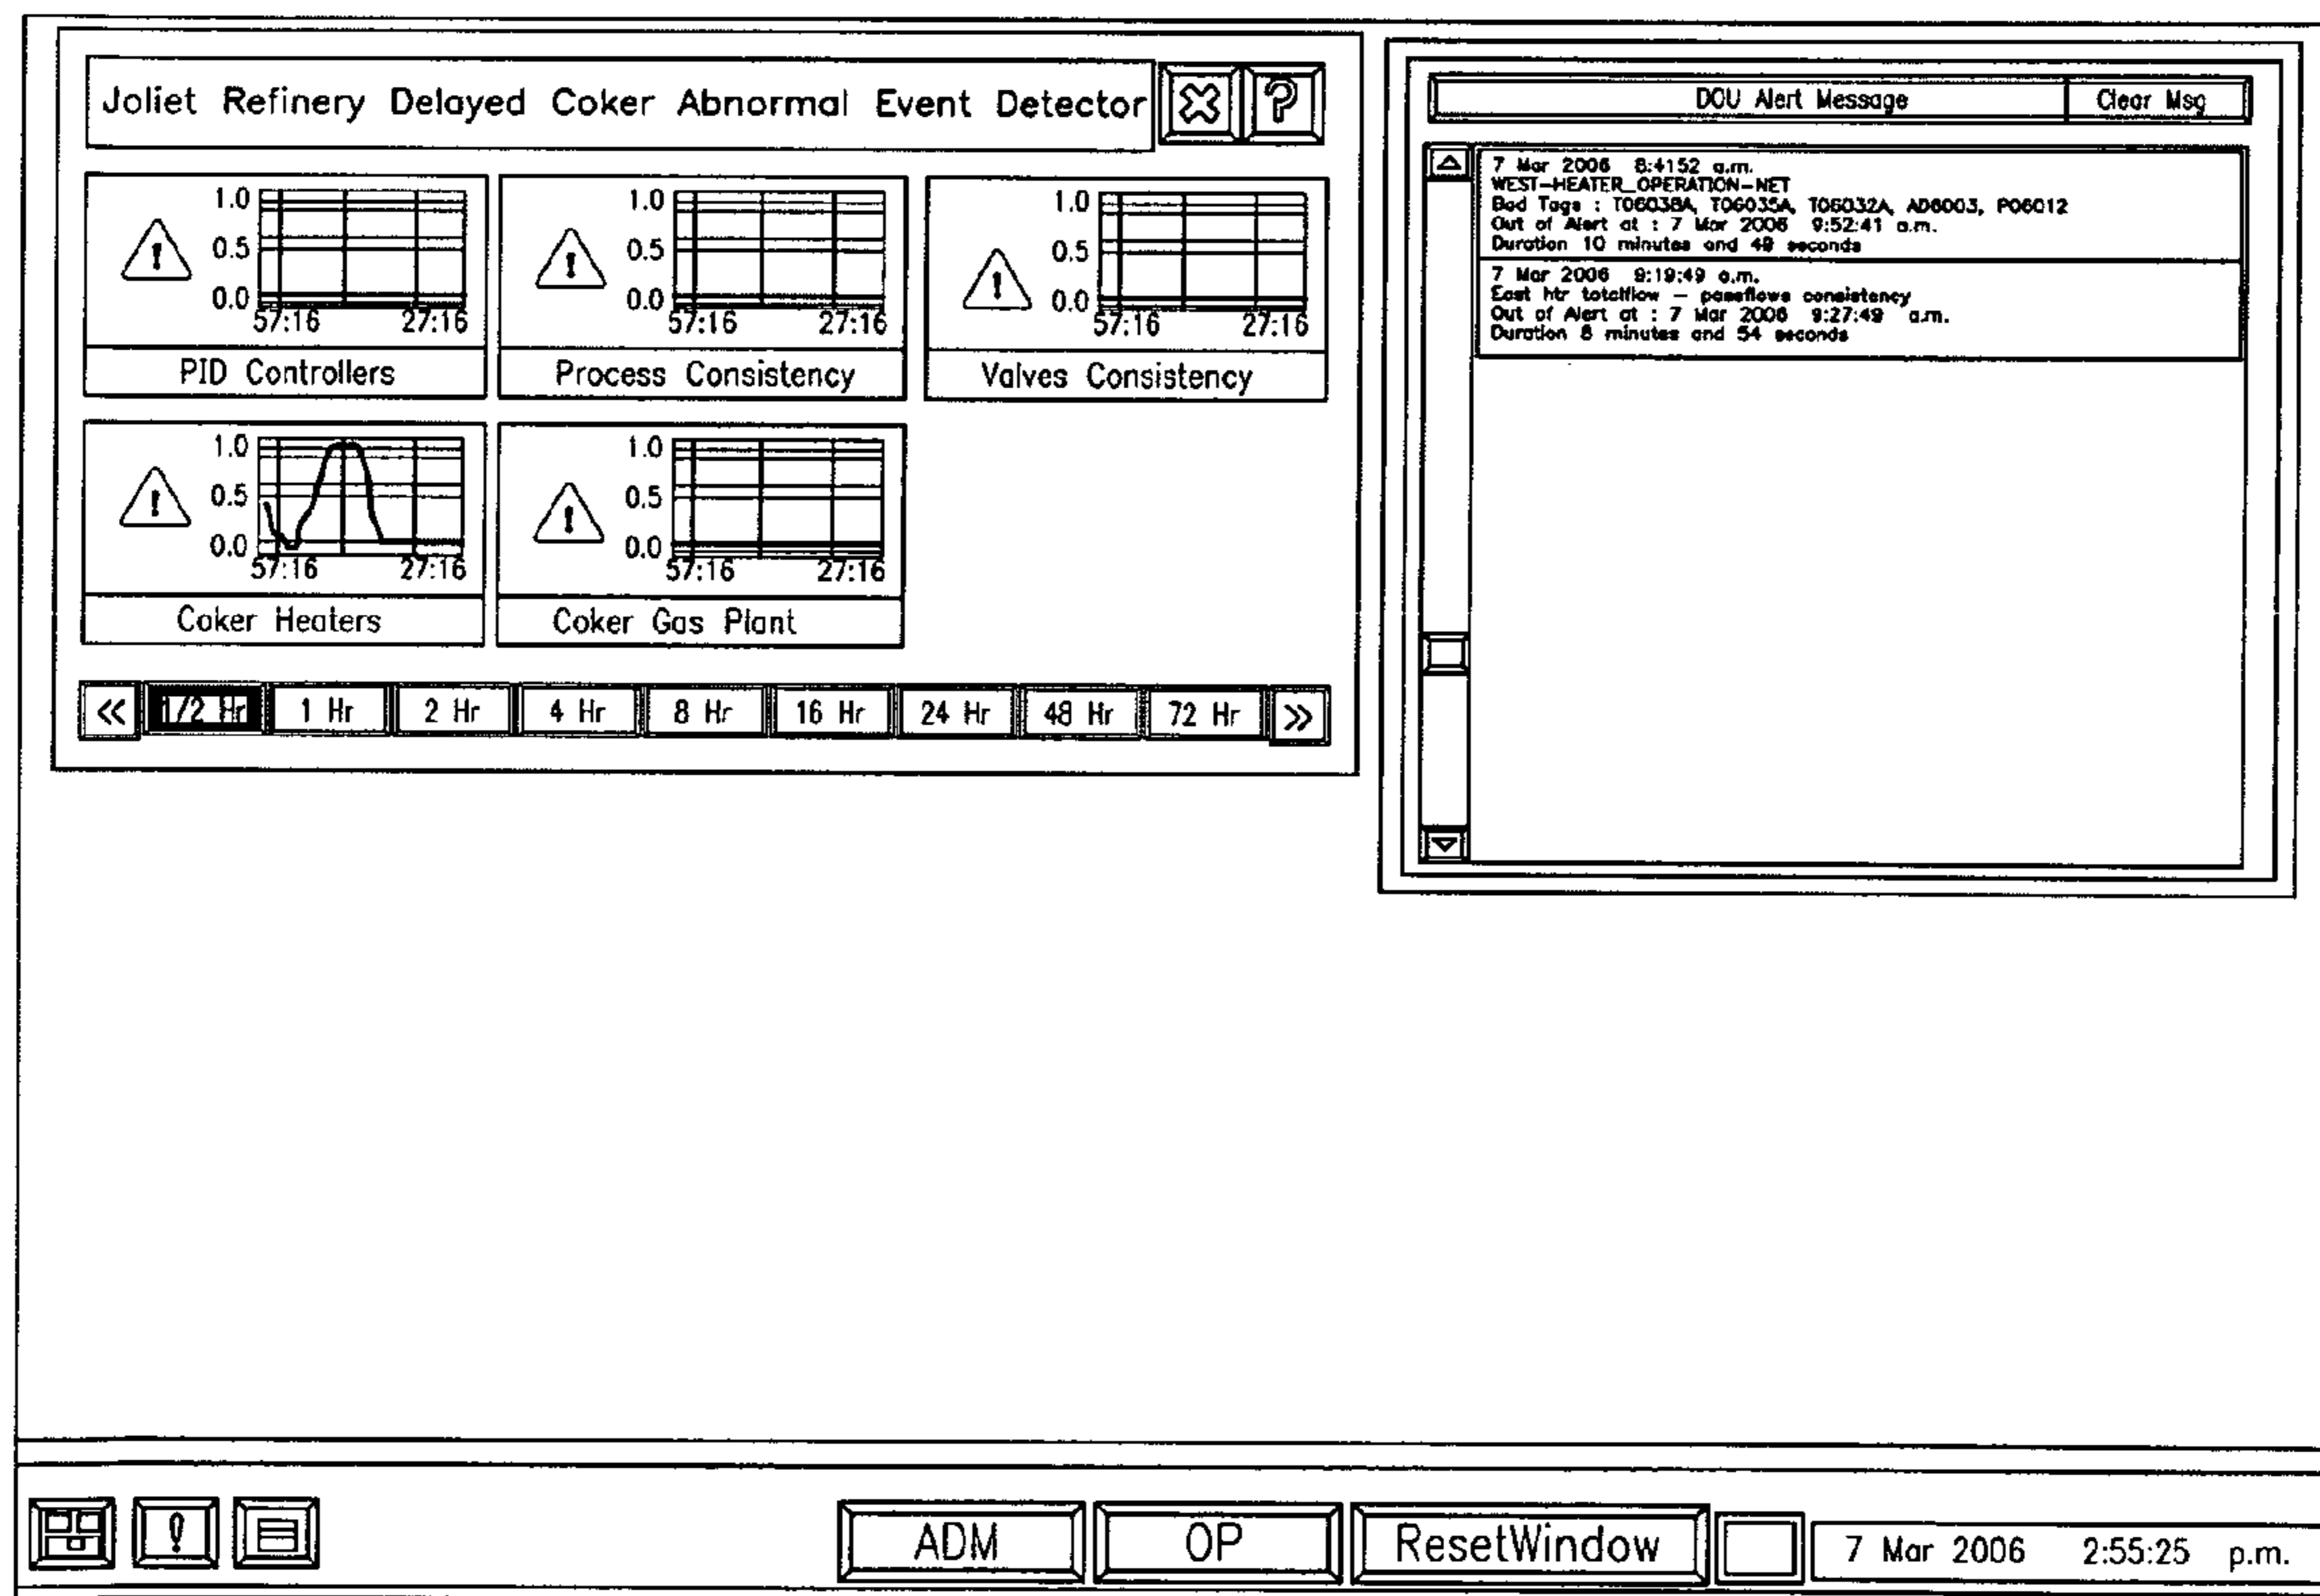 Joliet Refinery Delayed Coker Abnormal Event Detector
?
1.0
0.5
0.0
57:16 27:16
PID Controllers
1.0
0.5
0.0
57:16 27:16
Process Consistency
1.0
0.5
0.0
57:16 27:16
Valves Consistency
1.0
0.5
0.0
57:16 27:16
Coker Heaters
1.0
0.5
0.0
57:16 27:16
Coker Gas Plant
<< 1/2 Hr 1 Hr 2 Hr 4 Hr 8 Hr 16 Hr 24 Hr 48 Hr 72 Hr >>
DOU Alert Message Clear Msg
7 Mar 2006 8:4152 a.m.
WEST-HEATER_OPERATION-NET
Bad Tags : T06038A, T06035A, T06032A, AD6003, P06012
Out of Alert at : 7 Mar 2006 9:52:41 a.m.
Duration 10 minutes and 49 seconds
7 Mar 2006 9:19:49 a.m.
East htr totalflow – passflows consistency
Out of Alert at : 7 Mar 2006 9:27:49 a.m.
Duration 8 minutes and 54 seconds
! ADM OP ResetWindow 7 Mar 2006 2:55:25 p.m.